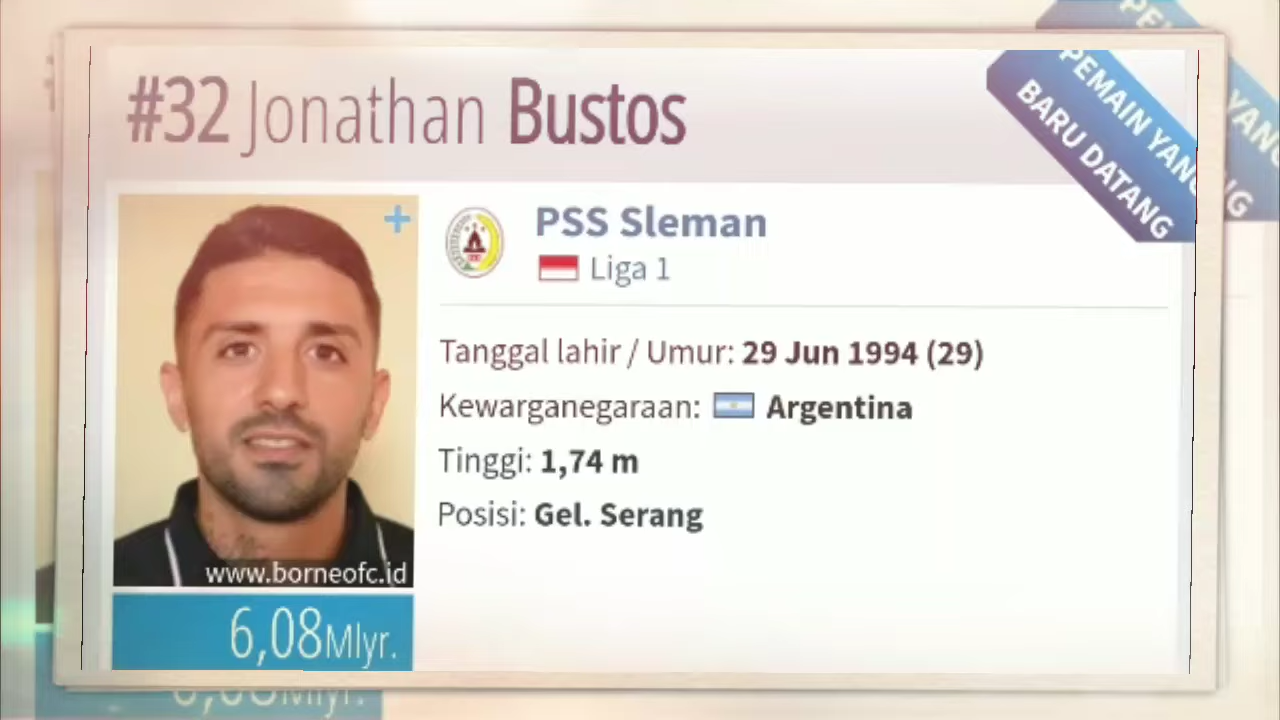 #32 Jonathan Bustos
PEMAIN YANG
BARU DATANG
PSS Sleman
Liga 1
Tanggal lahir / Umur: 29 Jun 1994 (29)
Kewarganegaraan: Argentina
Tinggi: 1,74 m
Posisi: Gel. Serang
www.borneofc.id
6,08Mlyr.